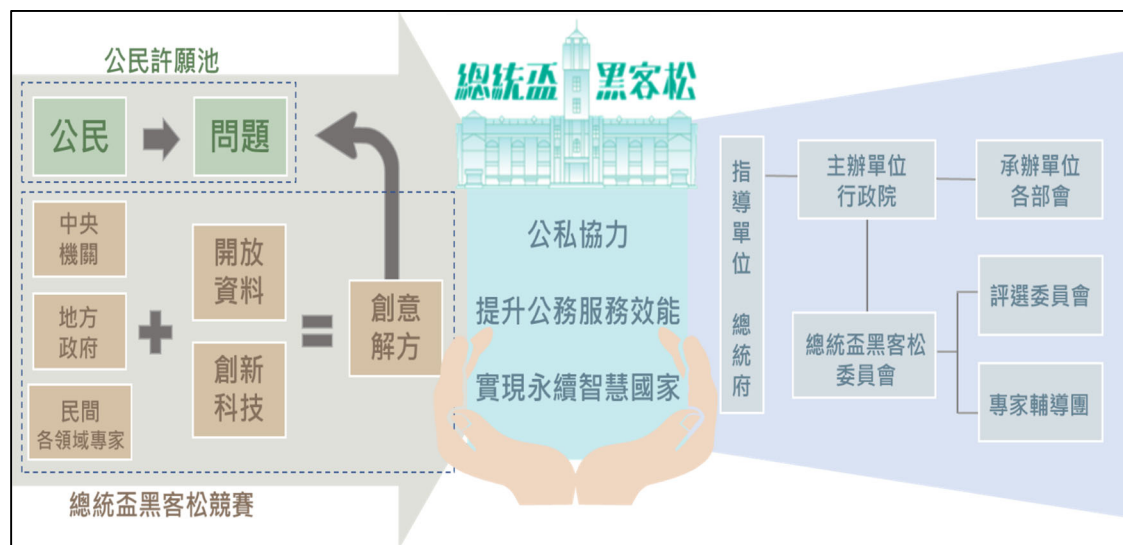 公民許願池
公民
問題
中央
機關
地方
政府
民間
各領域專家
開放
資料
創新
科技
創意
解方
總統盃黑客松競賽
總統盃 黑客松
公私協力
提升公務服務效能
實現永續智慧國家
指導單位 總統府
主辦單位
行政院
承辦單位
各部會
總統盃黑客松
委員會
評選委員會
專家輔導團